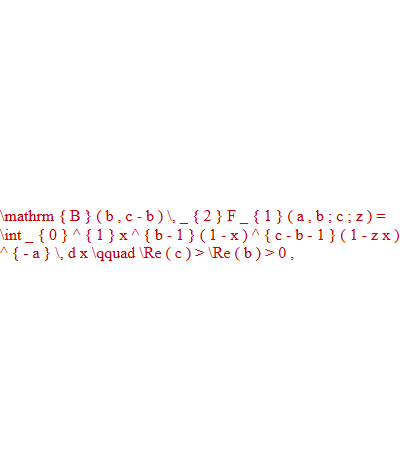 \mathrm { B } ( b , c - b ) \, _ { 2 } F _ { 1 } ( a , b ; c ; z ) =
\int _ { 0 } ^ { 1 } x ^ { b - 1 } ( 1 - x ) ^ { c - b - 1 } ( 1 - z x )
^ { - a } \, d x \qquad \Re ( c ) > \Re ( b ) > 0 ,